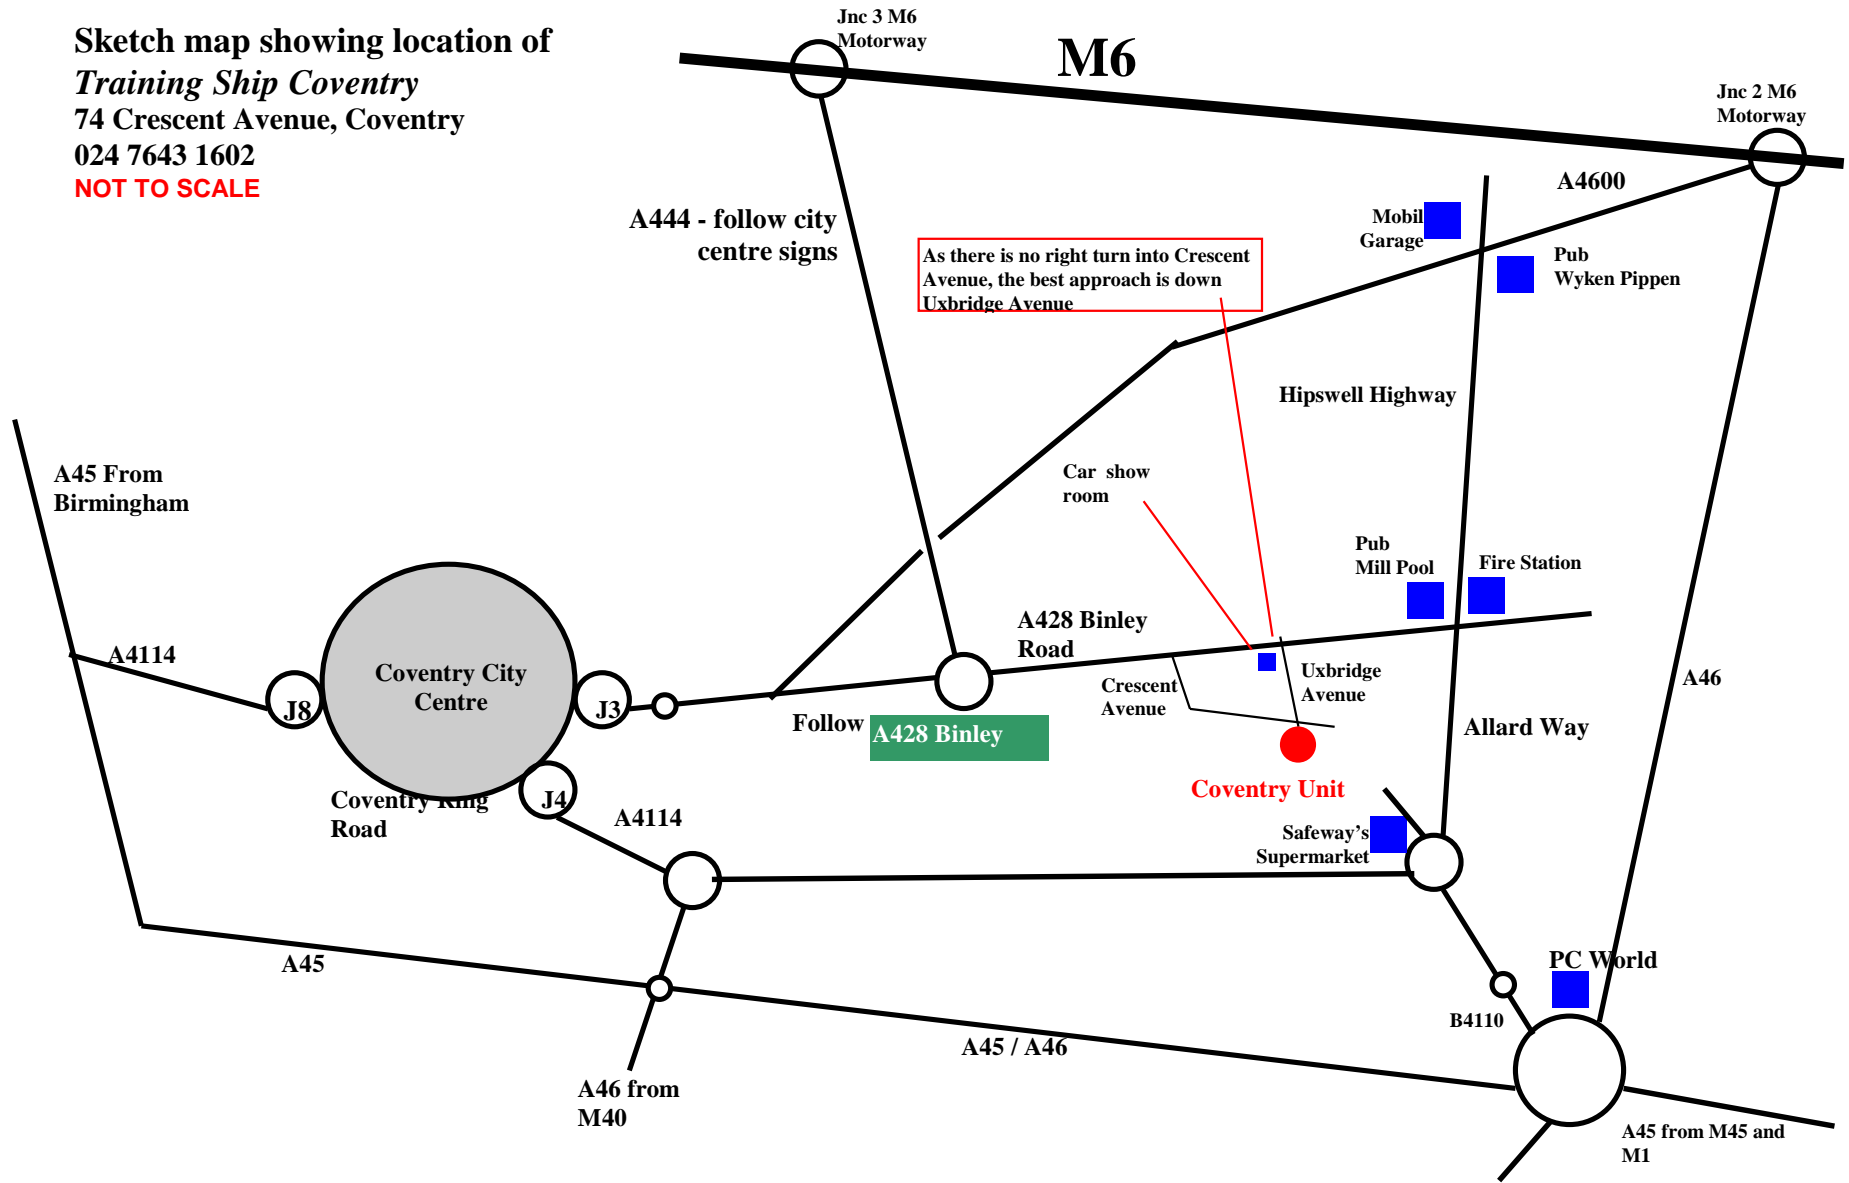 Sketch map showing location of
Training Ship Coventry
74 Crescent Avenue, Coventry
024 7643 1602
NOT TO SCALE
Jnc 3 M6
Motorway
M6
Jnc 2 M6
Motorway
A4600
A444 - follow city
centre signs
Mobil
Garage
As there is no right turn into Crescent
Avenue, the best approach is down
Uxbridge Avenue
Pub
Wyken Pippen
Hipswell Highway
A45 From
Birmingham
Car show
room
Pub
Mill Pool
Fire Station
A428 Binley
Road
A4114
Coventry City
Centre
J8
J3
Crescent
Avenue
Uxbridge
Avenue
A46
Follow
A428 Binley
Allard Way
Coventry Unit
Coventry Ring
Road
J4
A4114
Safeway's
Supermarket
A45
PC World
B4110
A45 / A46
A46 from
M40
A45 from M45 and
M1